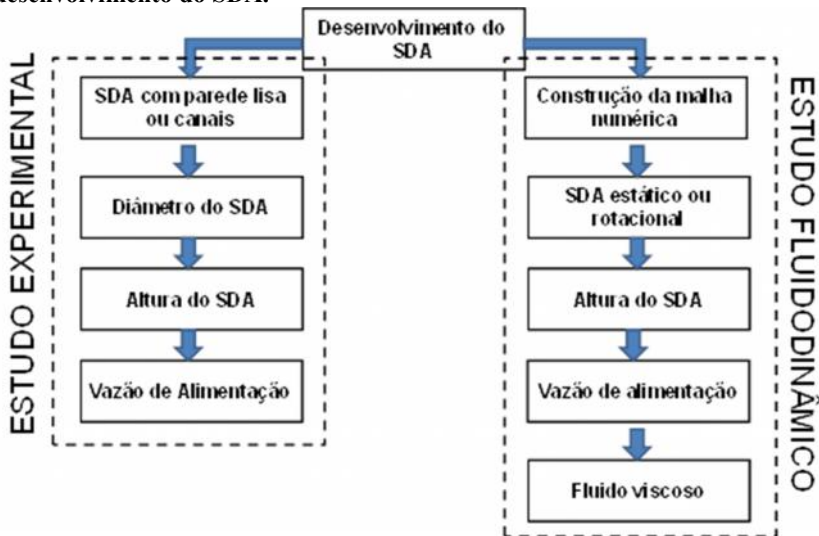 desenvolvimento do SDA.
Desenvolvimento do
SDA
ESTUDO EXPERIMENTAL
SDA com parede lisa
ou canais
Diâmetro do SDA
Altura do SDA
Vazão de Alimentação
Construção da malha
numérica
SDA estático ou
rotacional
Altura do SDA
Vazão de alimentação
Fluido viscoso
ESTUDO FLUIDODINÂMICO